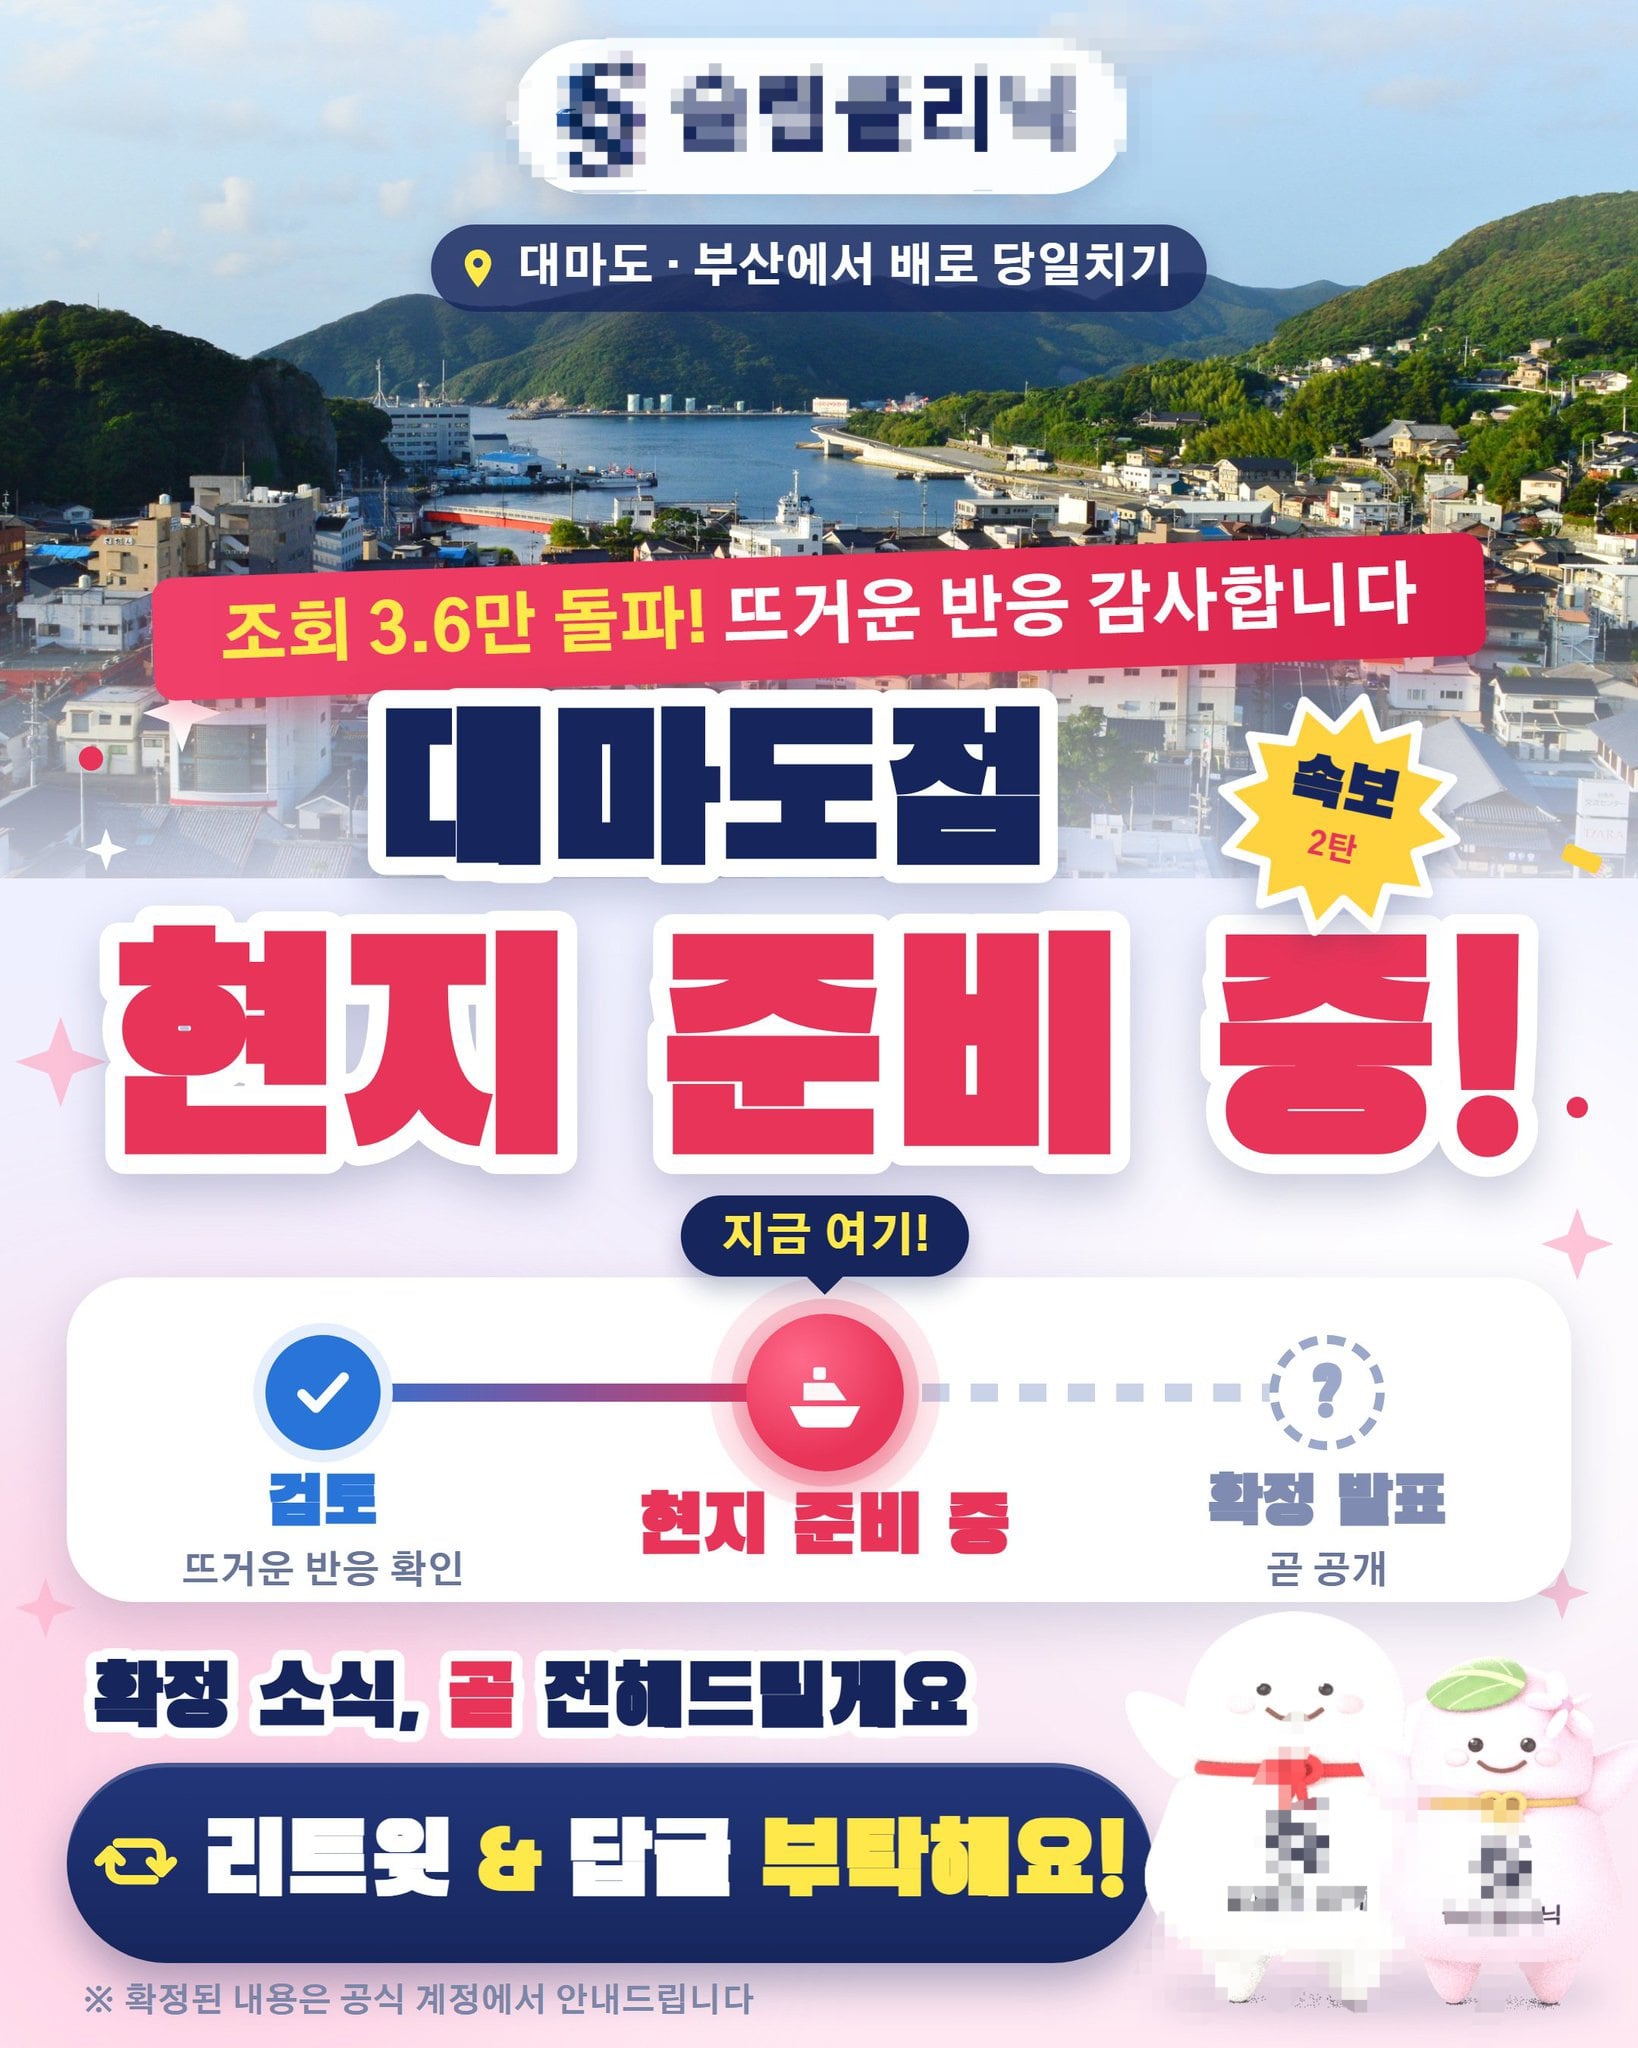 대마도 · 부산에서 배로 당일치기
조회 3.6만 돌파! 뜨거운 반응 감사합니다
대마도점
속보
2탄
현지 준비 중!
지금 여기!
?
검토
뜨거운 반응 확인
현지 준비 중
확정 발표
곧 공개
확정 소식, 곧 전해드릴게요
리트윗 & 답글 부탁해요!
※ 확정된 내용은 공식 계정에서 안내드립니다